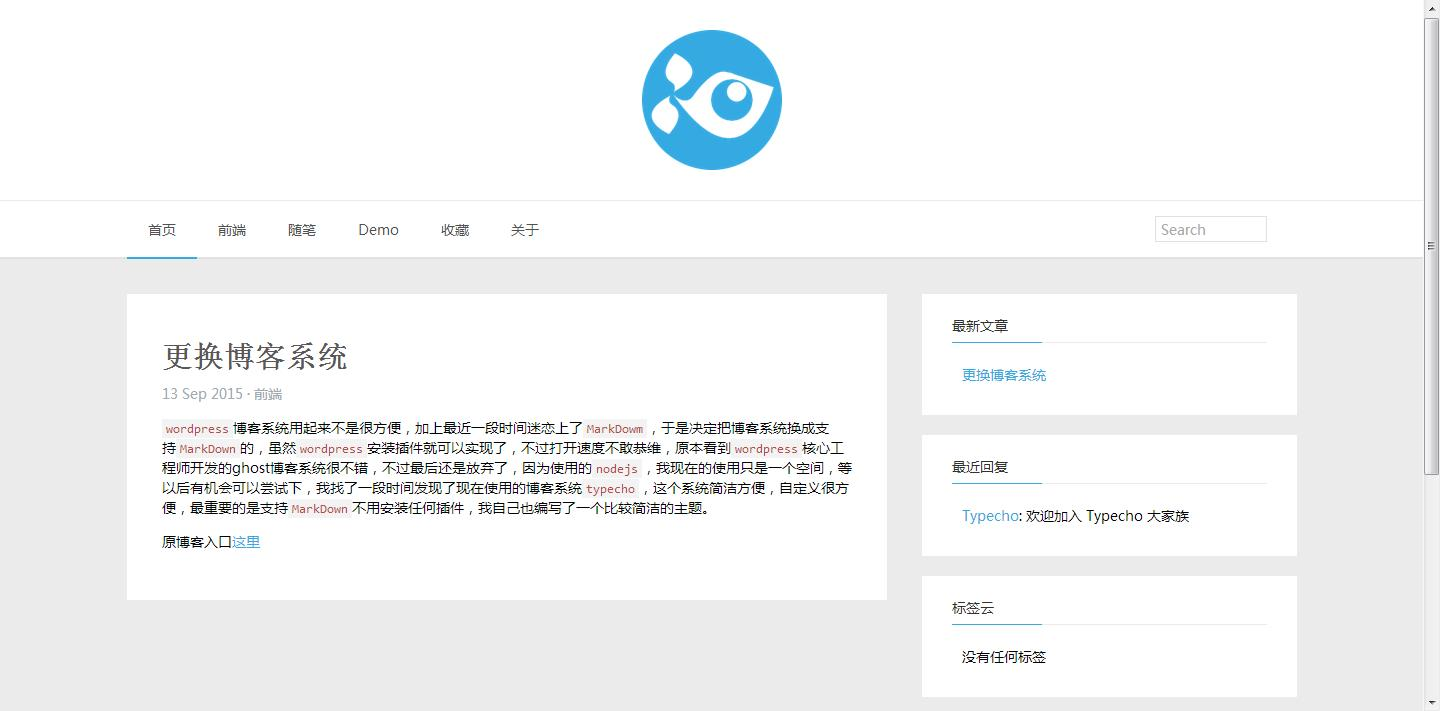 首页 前端 随笔 Demo 收藏 关于 Search
更换博客系统
13 Sep 2015 · 前端
wordpress 博客系统用起来不是很方便，加上最近一段时间迷恋上了 MarkDowm ，于是决定把博客系统换成支
持 MarkDown 的，虽然 wordpress 安装插件就可以实现了，不过打开速度不敢恭维，原本看到 wordpress 核心工
程师开发的ghost博客系统很不错，不过最后还是放弃了，因为使用的 nodejs ，我现在的使用只是一个空间，等
以后有机会可以尝试下，我找了一段时间发现了现在使用的博客系统 typecho ，这个系统简洁方便，自定义很方
便，最重要的是支持 MarkDown 不用安装任何插件，我自己也编写了一个比较简洁的主题。
原博客入口这里
最新文章
更换博客系统
最近回复
Typecho: 欢迎加入 Typecho 大家族
标签云
没有任何标签